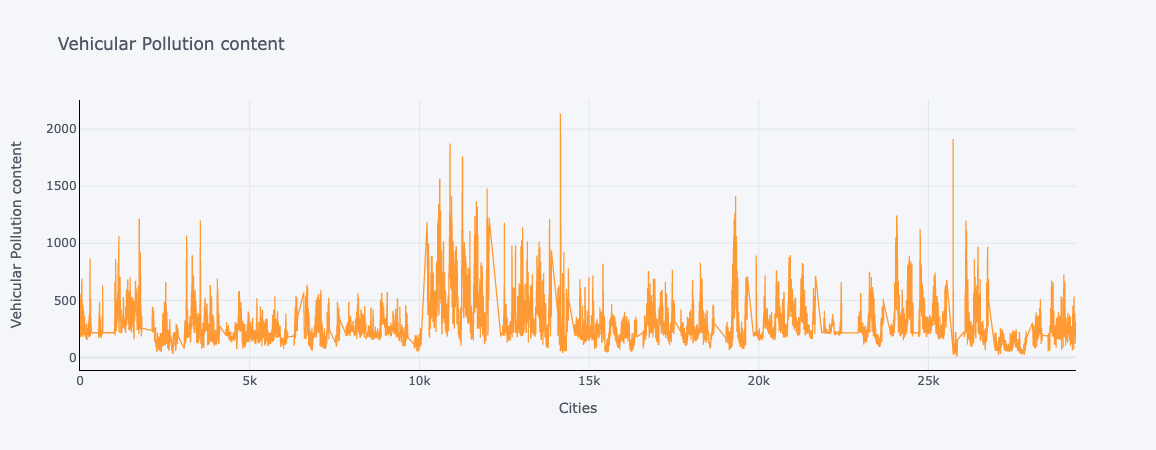 Vehicular Pollution content
Vehicular Pollution content
2000
1500
1000
500
0
0
5k
10k
15k
20k
25k
Cities